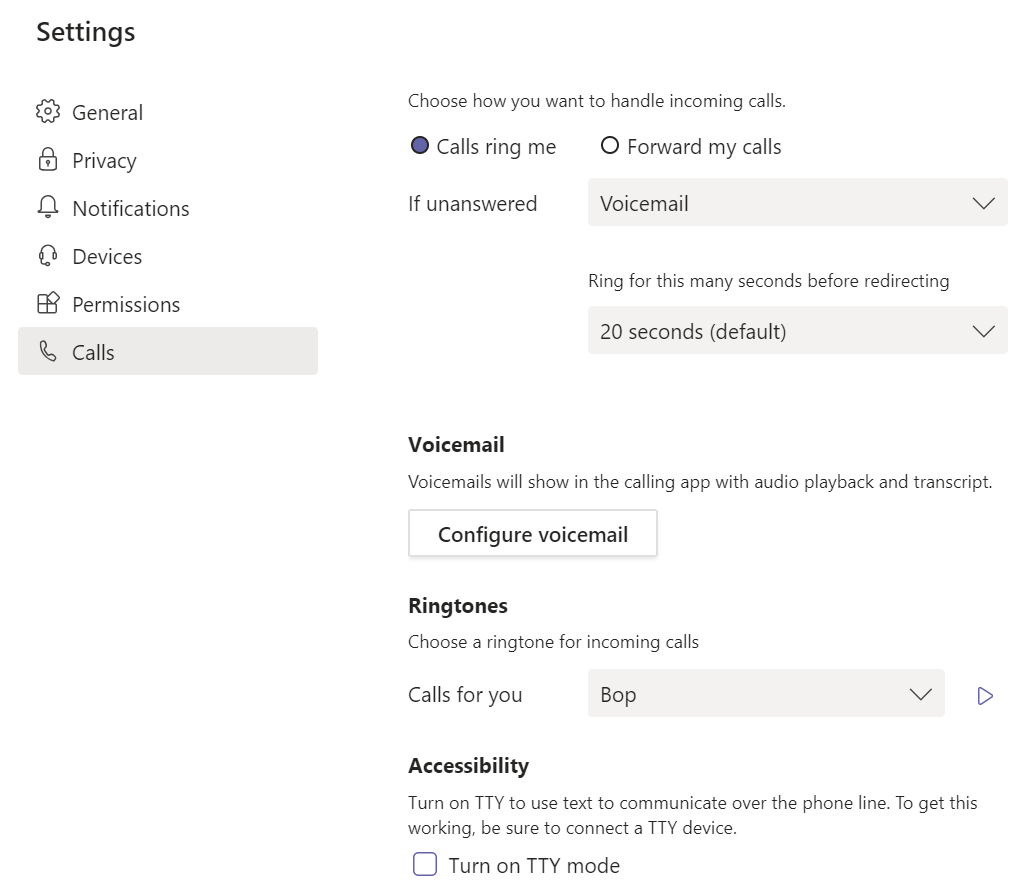 Settings
General
Privacy
Notifications
Devices
Permissions
Calls
Choose how you want to handle incoming calls.
Calls ring me Forward my calls
If unanswered Voicemail
Ring for this many seconds before redirecting
20 seconds (default)
Voicemail
Voicemails will show in the calling app with audio playback and transcript.
Configure voicemail
Ringtones
Choose a ringtone for incoming calls
Calls for you Bop
Accessibility
Turn on TTY to use text to communicate over the phone line. To get this
working, be sure to connect a TTY device.
Turn on TTY mode